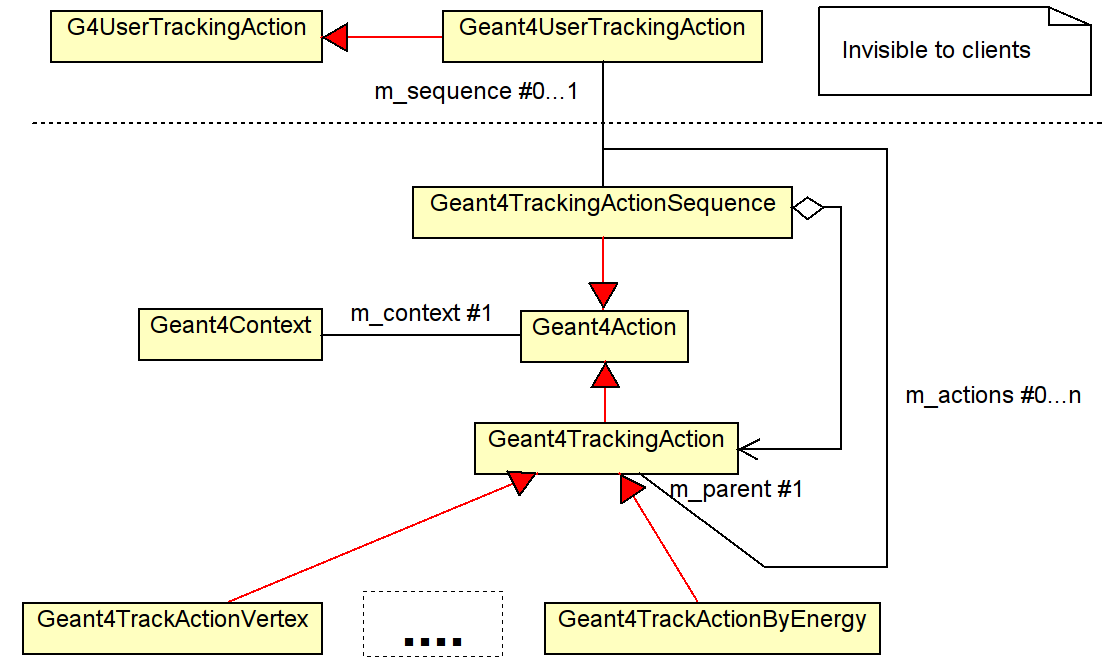 G4UserTrackingAction
Geant4UserTrackingAction
Invisible to clients
m_sequence #0...1
Geant4TrackingActionSequence
m_context #1
Geant4Context
Geant4Action
m_actions #0...n
Geant4TrackingAction
m_parent #1
Geant4TrackActionVertex
....
Geant4TrackActionByEnergy